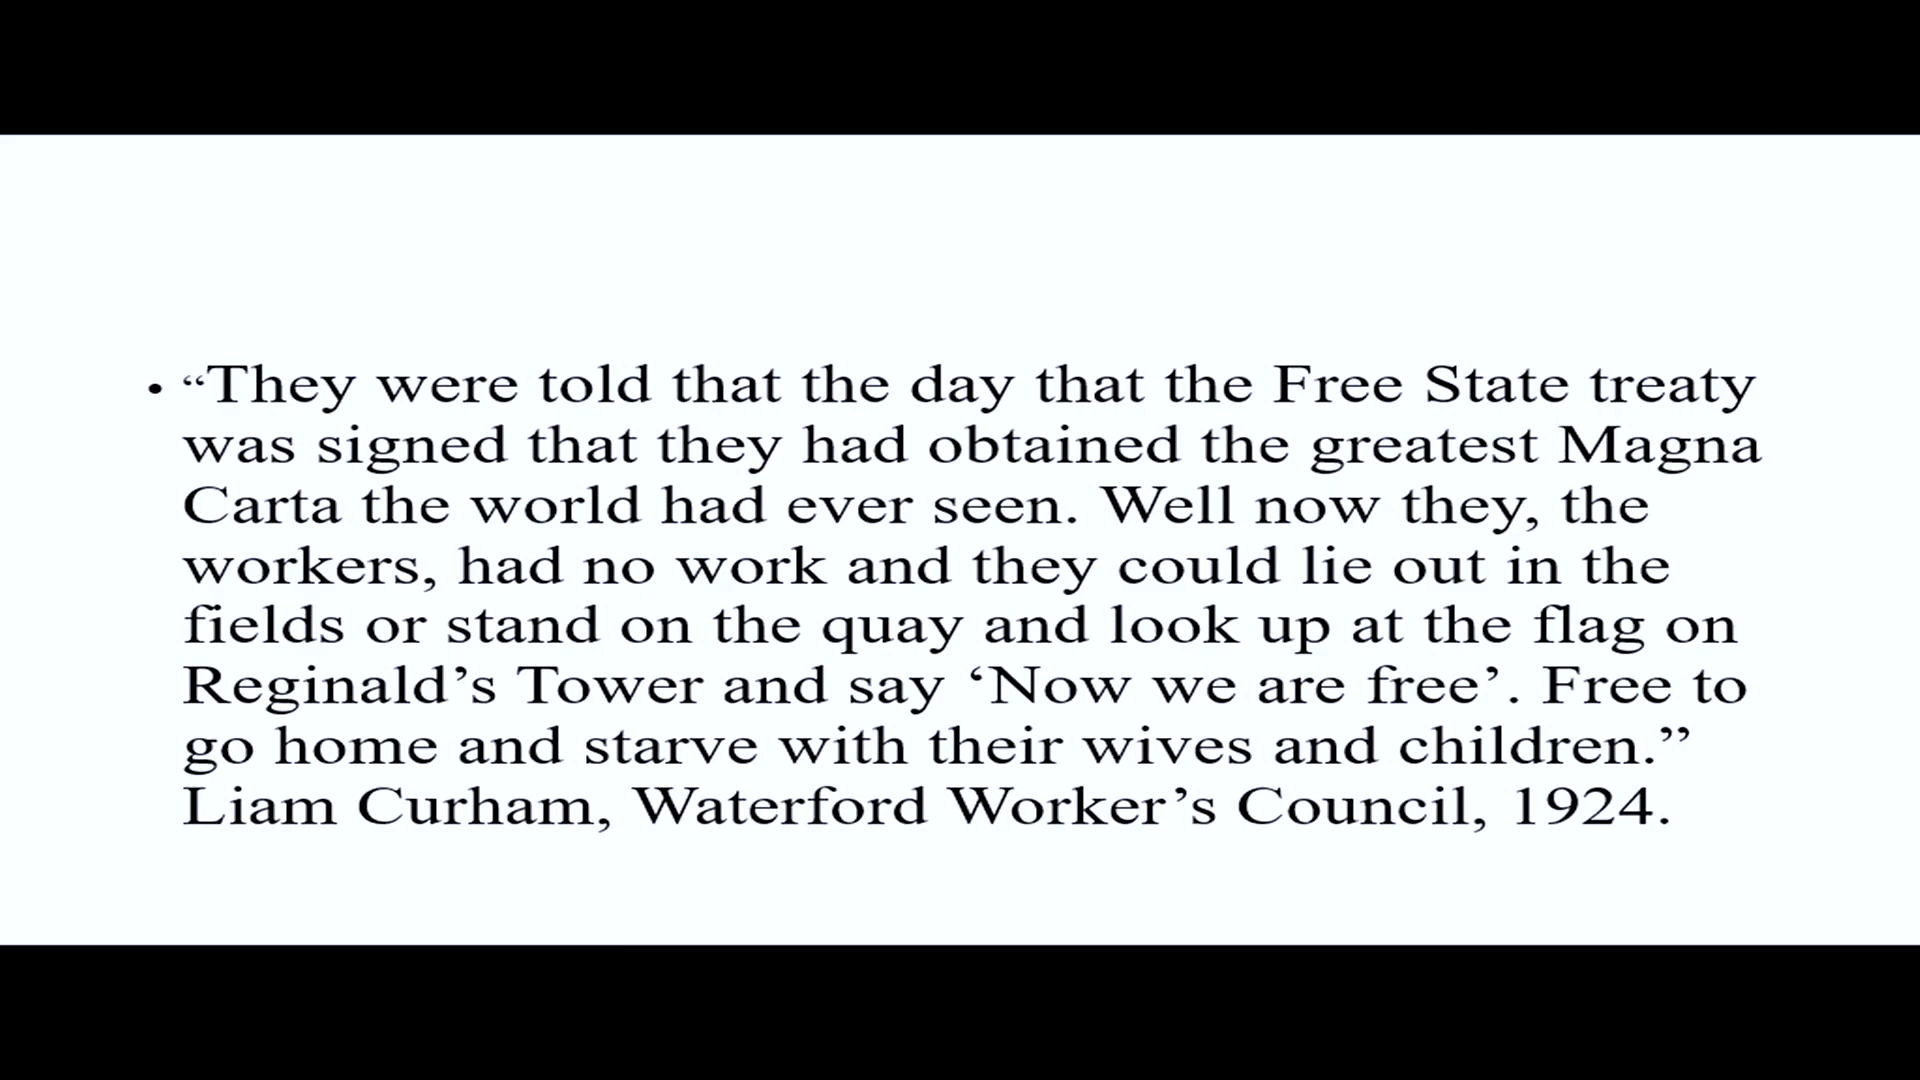 • “They were told that the day that the Free State treaty
was signed that they had obtained the greatest Magna
Carta the world had ever seen. Well now they, the
workers, had no work and they could lie out in the
fields or stand on the quay and look up at the flag on
Reginald’s Tower and say ‘Now we are free’. Free to
go home and starve with their wives and children.”
Liam Curham, Waterford Worker’s Council, 1924.